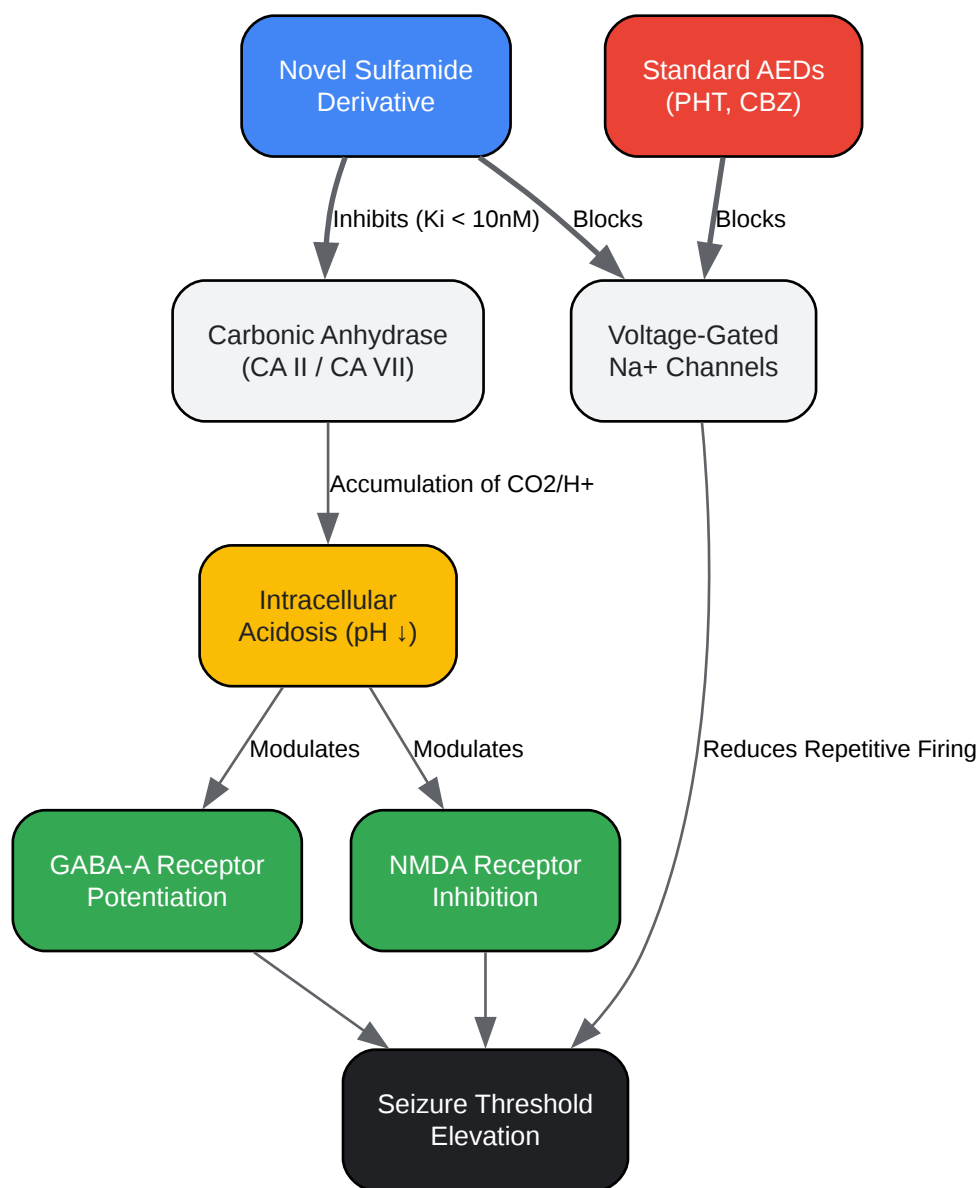 Novel Sulfamide
Derivative
Standard AEDs
(PHT, CBZ)
Inhibits (Ki < 10nM)
Blocks
Blocks
Carbonic Anhydrase
(CA II / CA VII)
Voltage-Gated
Na+ Channels
Accumulation of CO2/H+
Intracellular
Acidosis (pH ↓)
Modulates
Modulates
Reduces Repetitive Firing
GABA-A Receptor
Potentiation
NMDA Receptor
Inhibition
Seizure Threshold
Elevation